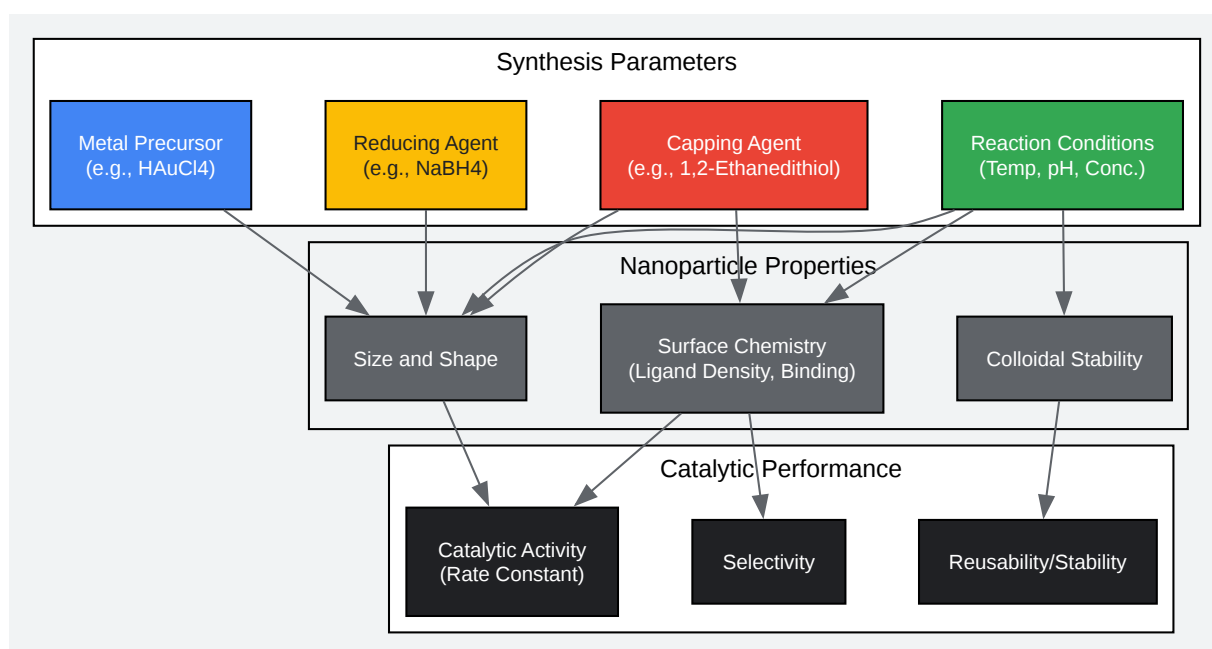 Synthesis Parameters
Metal Precursor
(e.g., HAuCl4)
Reducing Agent
(e.g., NaBH4)
Capping Agent
(e.g., 1,2-Ethanedithiol)
Reaction Conditions
(Temp, pH, Conc.)
Nanoparticle Properties
Size and Shape
Surface Chemistry
(Ligand Density, Binding)
Colloidal Stability
Catalytic Performance
Catalytic Activity
(Rate Constant)
Selectivity
Reusability/Stability